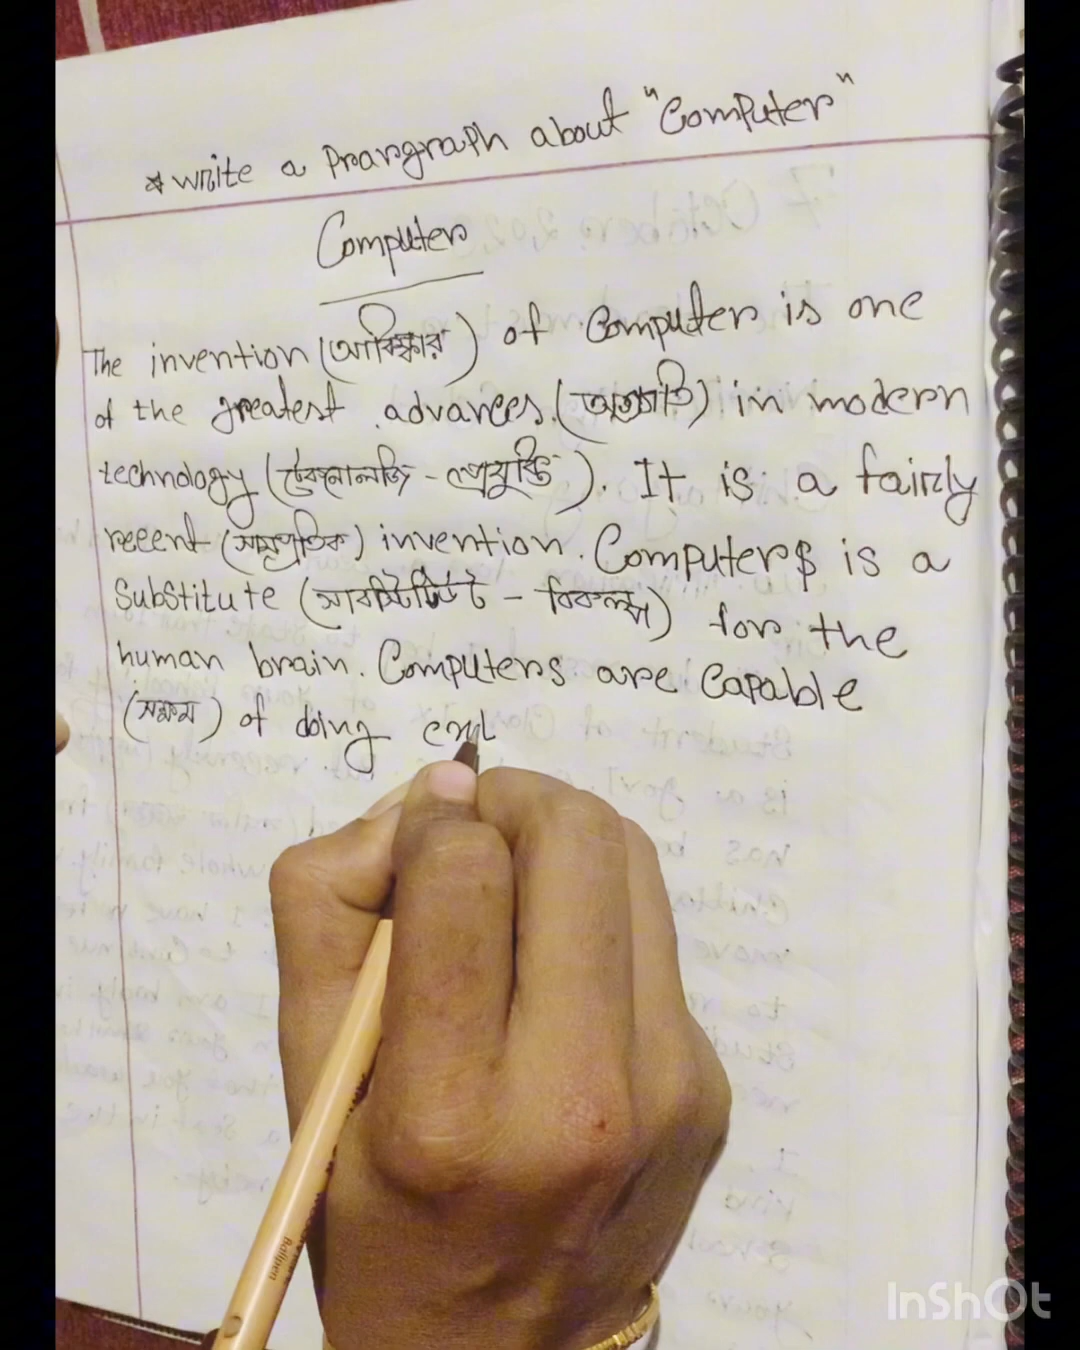 * write a Prargraph about "Computer"
Computer
The invention (আবিষ্কার) of Computer is one
of the greatest advances. (অগ্রগতি) in modern
technology (টেকনোলজি - প্রযুক্তি). It is a fairly
recent (সাম্প্রতিক) invention. Computers is a
Substitute (সাবস্টিটিউট - বিকল্প) for the
human brain. Computers are Capable
(সক্ষম) of doing
Ballpen
InShOt